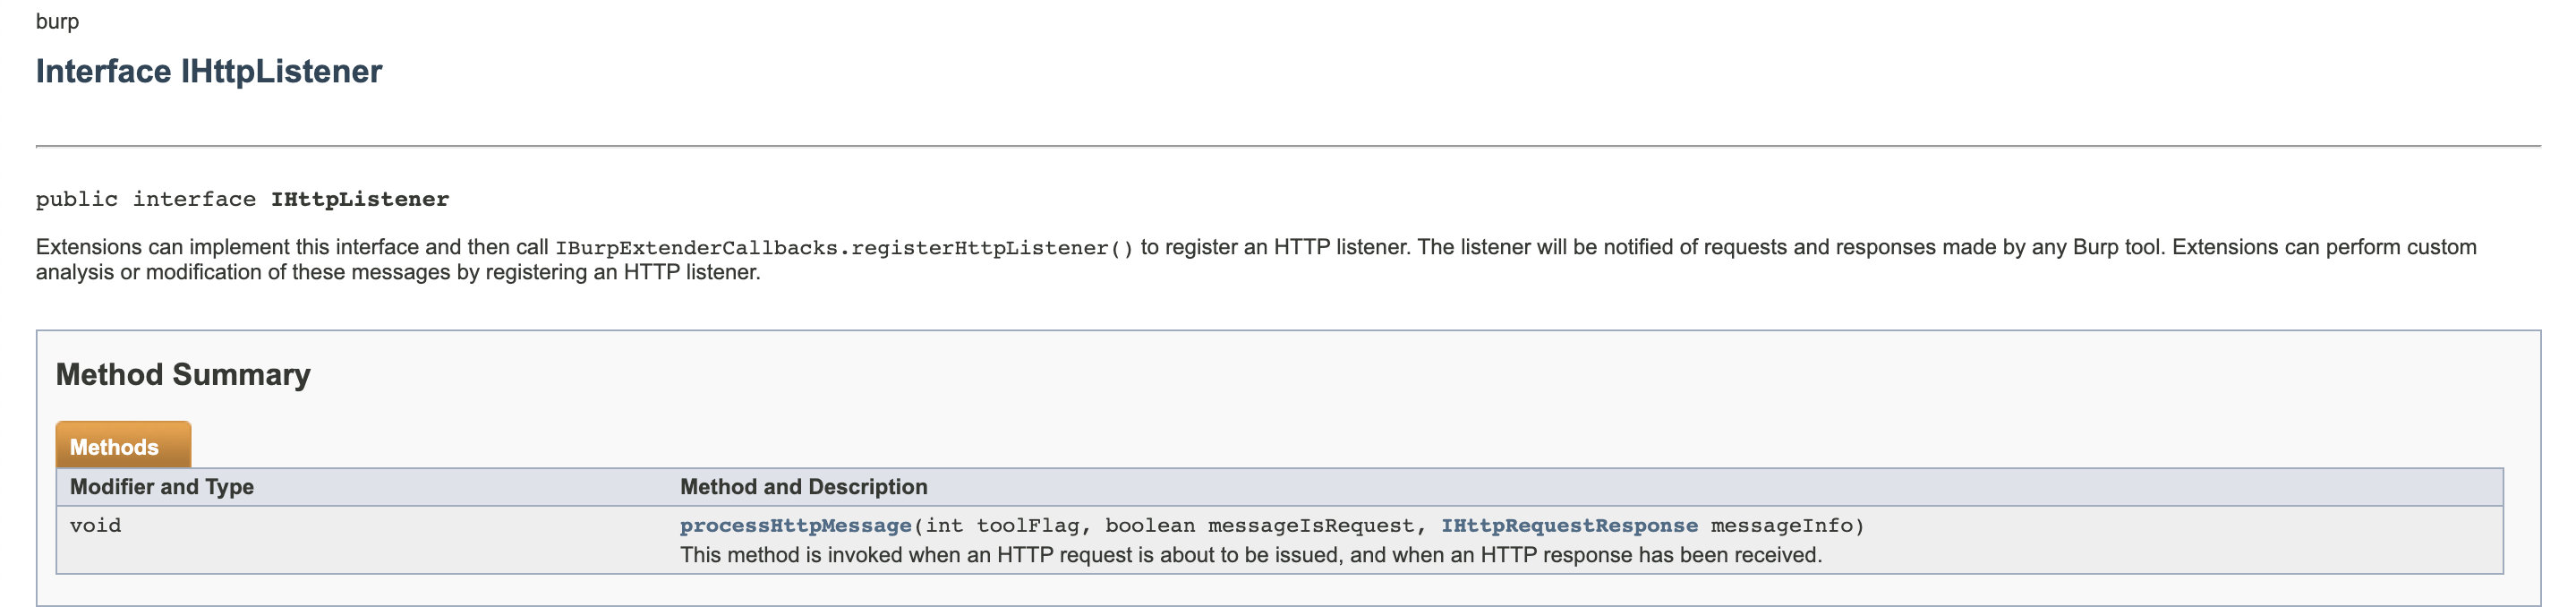 burp
Interface IHttpListener
public interface IHttpListener
Extensions can implement this interface and then call IBurpExtenderCallbacks.registerHttpListener() to register an HTTP listener. The listener will be notified of requests and responses made by any Burp tool. Extensions can perform custom
analysis or modification of these messages by registering an HTTP listener.
Method Summary
Methods
Modifier and Type Method and Description
void processHttpMessage(int toolFlag, boolean messageIsRequest, IHttpRequestResponse messageInfo)
This method is invoked when an HTTP request is about to be issued, and when an HTTP response has been received.